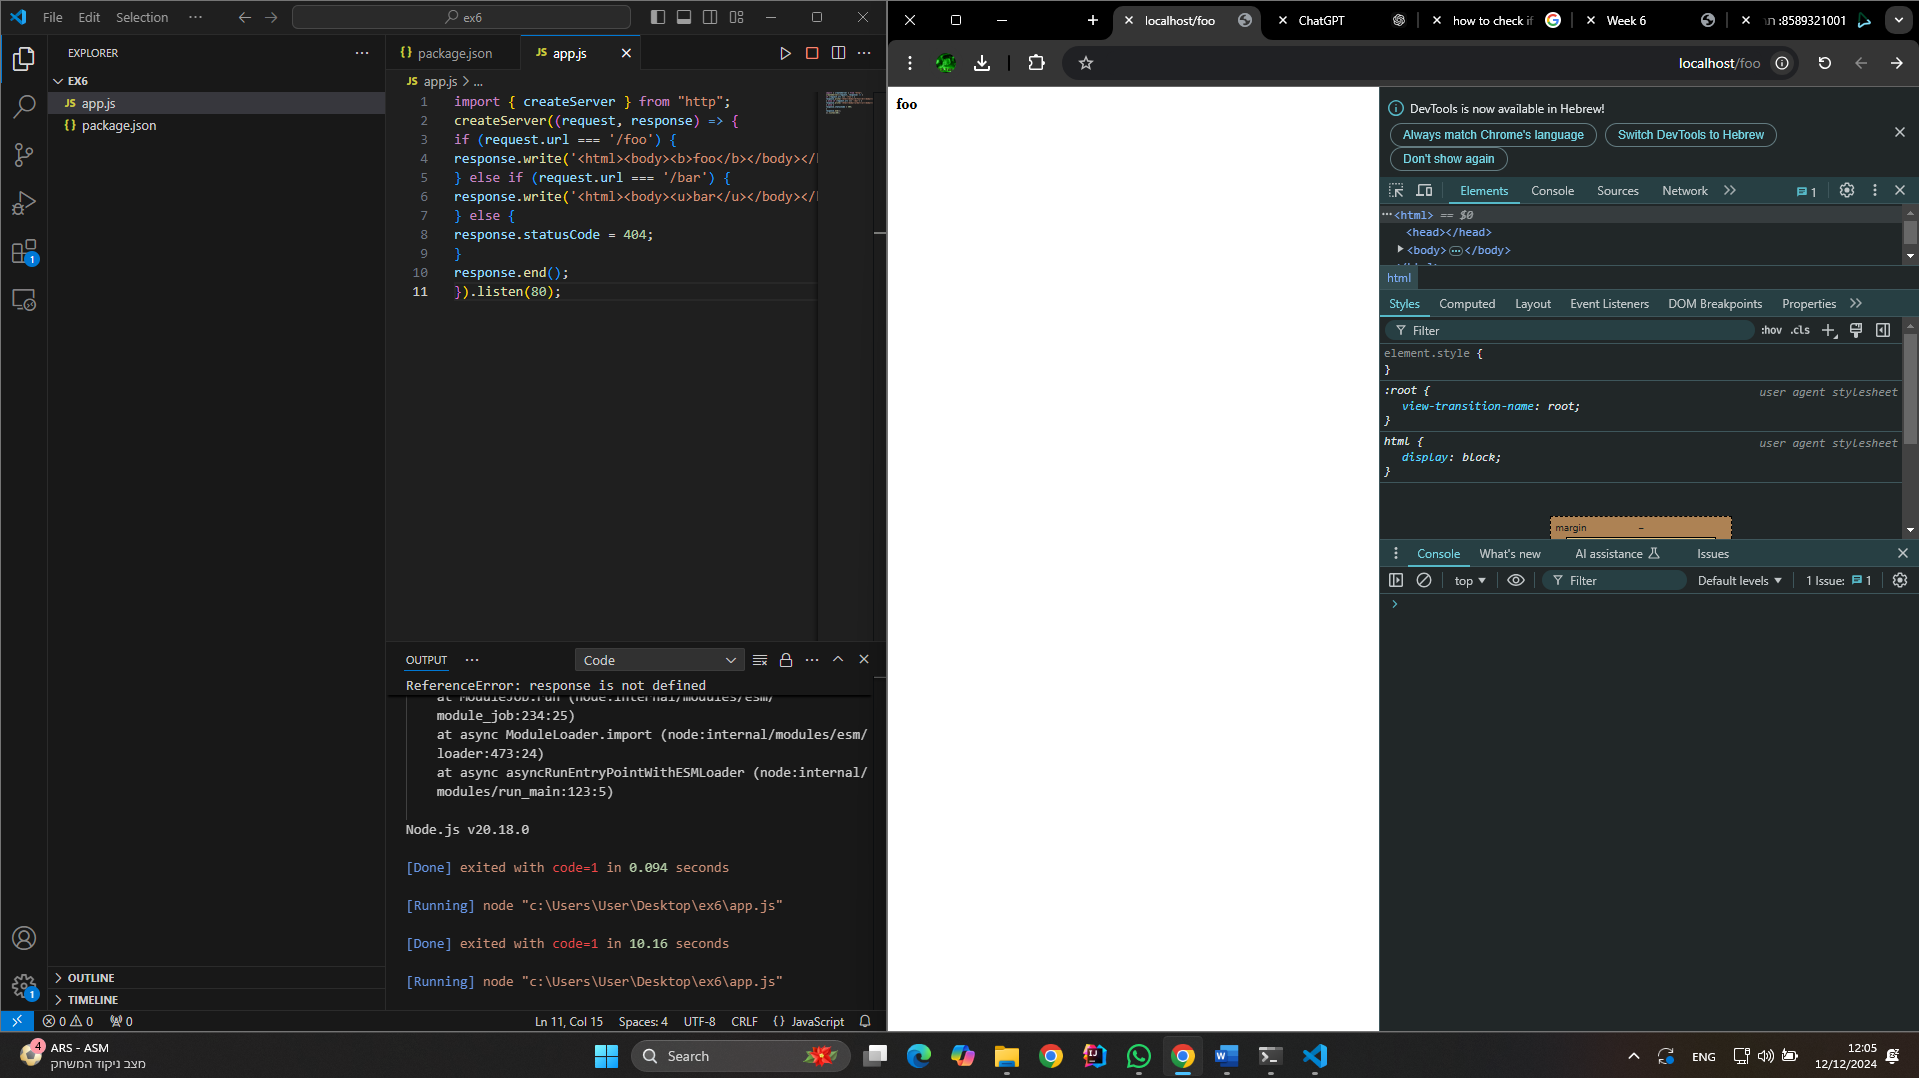 File Edit Selection ···
ex6
EXPLORER ···
EX6
JS app.js
{} package.json
OUTLINE
TIMELINE
{} package.json
JS app.js
JS app.js > ...
1 import { createServer } from "http";
2 createServer((request, response) => {
3 if (request.url === '/foo') {
4 response.write('<html><body><b>foo</b></body></
5 } else if (request.url === '/bar') {
6 response.write('<html><body><u>bar</u></body></
7 } else {
8 response.statusCode = 404;
9 }
10 response.end();
11 }).listen(80);
OUTPUT ···
Code
ReferenceError: response is not defined
at ModuleJob.run (node:internal/modules/esm/
module_job:234:25)
at async ModuleLoader.import (node:internal/modules/esm/
loader:473:24)
at async asyncRunEntryPointWithESMLoader (node:internal/
modules/run_main:123:5)
Node.js v20.18.0
[Done] exited with code=1 in 0.094 seconds
[Running] node "c:\Users\User\Desktop\ex6\app.js"
[Done] exited with code=1 in 10.16 seconds
[Running] node "c:\Users\User\Desktop\ex6\app.js"
1
1
0 0 0
Ln 11, Col 15 Spaces: 4 UTF-8 CRLF {} JavaScript
localhost/foo
ChatGPT
how to check if
Week 6
:8589321001
localhost/foo
foo
DevTools is now available in Hebrew!
Always match Chrome's language
Switch DevTools to Hebrew
Don't show again
Elements Console Sources Network >> 1
···<html> == $0
<head></head>
<body> ··· </body>
html
Styles Computed Layout Event Listeners DOM Breakpoints Properties >>
Filter :hov .cls
element.style {
}
:root { user agent stylesheet
view-transition-name: root;
}
html { user agent stylesheet
display: block;
}
margin –
Console What's new AI assistance Issues
top Filter Default levels 1 Issue: 1
>
4
ARS - ASM
מצב ניקוד המשחק
Search
ENG
12:05
12/12/2024